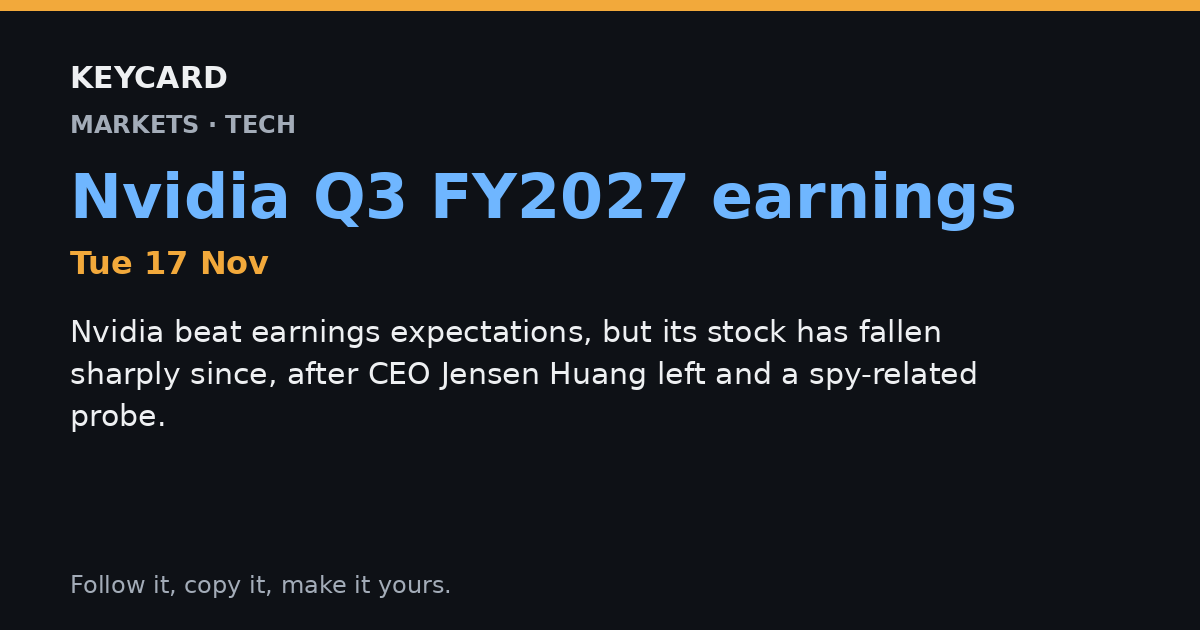 KEYCARD
MARKETS · TECH
Nvidia Q3 FY2027 earnings
Tue 17 Nov
Nvidia beat earnings expectations, but its stock has fallen
sharply since, after CEO Jensen Huang left and a spy-related
probe.
Follow it, copy it, make it yours.